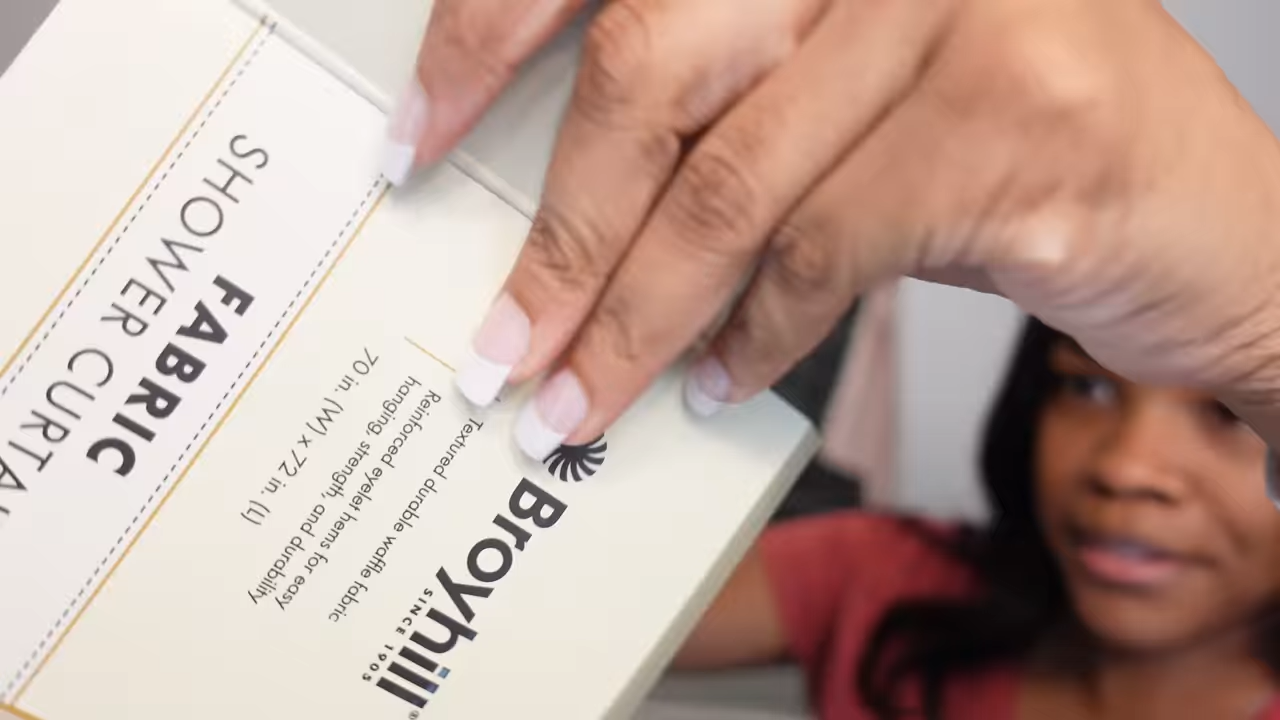 Broyhill®
SINCE 1905
Textured durable waffle fabric
Reinforced eyelet hems for easy
hanging, strength, and durability
70 in. (W) x 72 in. (L)
FABRIC
SHOWER CURTA